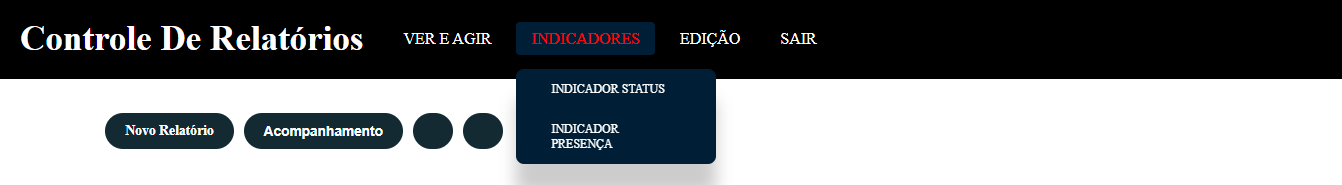 Controle De Relatórios VER E AGIR INDICADORES EDIÇÃO SAIR
INDICADOR STATUS
INDICADOR
PRESENÇA
Novo Relatório Acompanhamento